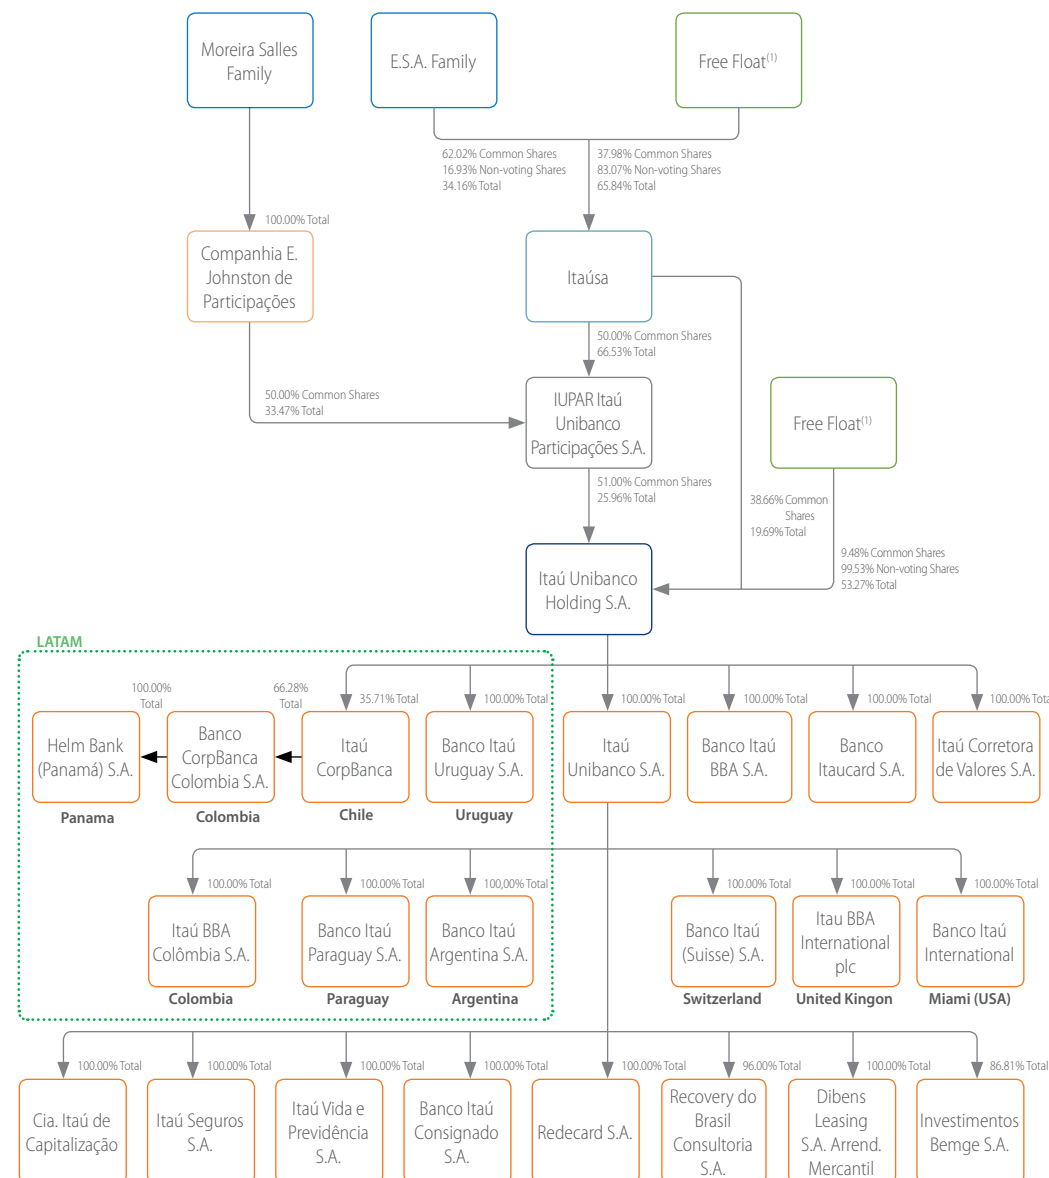 Moreira Salles
Family
E.S.A. Family
Free Float(1)
62.02% Common Shares
16.93% Non-voting Shares
34.16% Total
37.98% Common Shares
83.07% Non-voting Shares
65.84% Total
100.00% Total
Companhia E.
Johnston de
Participações
Itaúsa
50.00% Common Shares
66.53% Total
50.00% Common Shares
33.47% Total
IUPAR Itaú
Unibanco
Participações S.A.
Free Float(1)
51.00% Common Shares
25.96% Total
38.66% Common
Shares
19.69% Total
9.48% Common Shares
99.53% Non-voting Shares
53.27% Total
Itaú Unibanco
Holding S.A.
LATAM
100.00%
Total
66.28%
Total
35.71% Total
100.00% Total
100.00% Total
100.00% Total
100.00% Total
100.00% Tota
Helm Bank
(Panamá) S.A.
Panama
Banco
CorpBanca
Colombia S.A.
Colombia
Itaú
CorpBanca
Chile
Banco Itaú
Uruguay S.A.
Uruguay
Itaú
Unibanco S.A.
Banco Itaú
BBA S.A.
Banco
Itaucard S.A.
Itaú Corretora
de Valores S.A.
100.00% Total
100.00% Total
100,00% Total
100.00% Total
100.00% Total
100.00% Total
Itaú BBA
Colômbia S.A.
Colombia
Banco Itaú
Paraguay S.A.
Paraguay
Banco Itaú
Argentina S.A.
Argentina
Banco Itaú
(Suisse) S.A.
Switzerland
Itau BBA
International
plc
United Kingon
Banco Itaú
International
Miami (USA)
100.00% Total
100.00% Total
100.00% Total
100.00% Total
100.00% Total
96.00% Total
100.00% Total
86.81% Total
Cia. Itaú de
Capitalização
Itaú Seguros
S.A.
Itaú Vida e
Previdência
S.A.
Banco Itaú
Consignado
S.A.
Redecard S.A.
Recovery do
Brasil
Consultoria
S.A.
Dibens
Leasing
S.A. Arrend.
Mercantil
Investimentos
Bemge S.A.